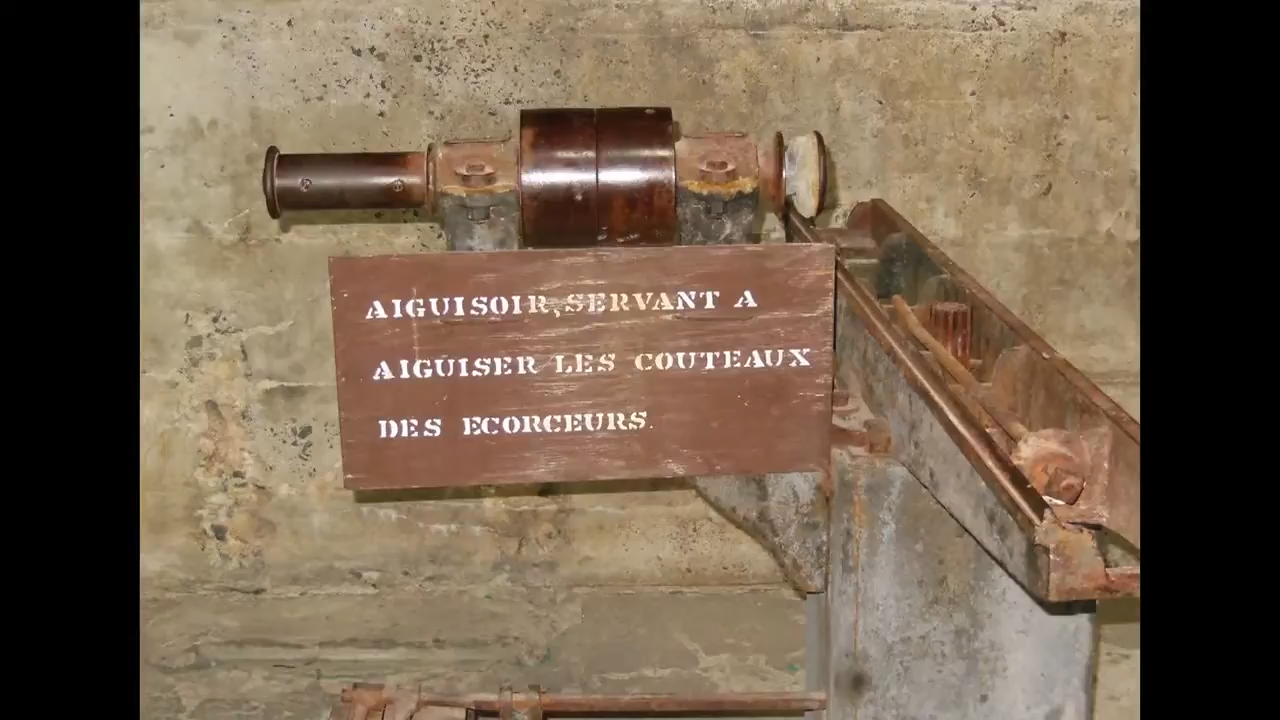 AIGUISOIR, SERVANT A
AIGUISER LES COUTEAUX
DES ECORCEURS.